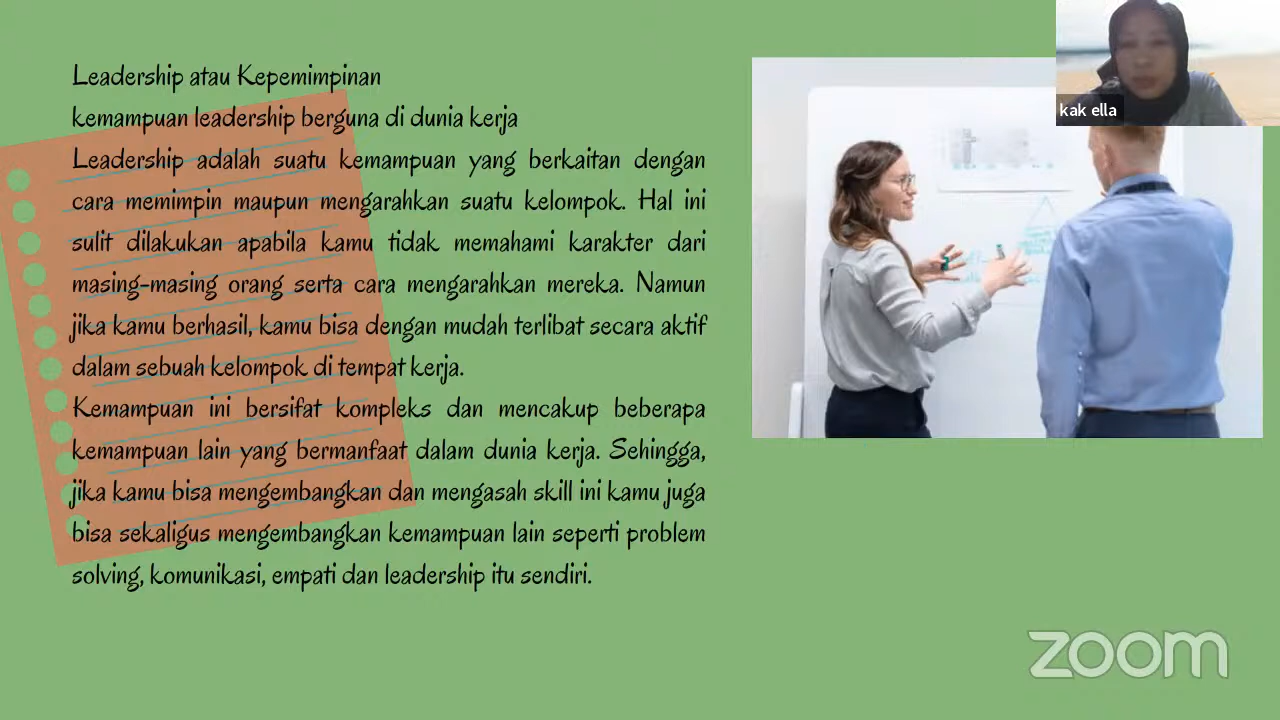 Leadership atau Kepemimpinan
kemampuan leadership berguna di dunia kerja
Leadership adalah suatu kemampuan yang berkaitan dengan
cara memimpin maupun mengarahkan suatu kelompok. Hal ini
sulit dilakukan apabila kamu tidak memahami karakter dari
masing-masing orang serta cara mengarahkan mereka. Namun
jika kamu berhasil, kamu bisa dengan mudah terlibat secara aktif
dalam sebuah kelompok di tempat kerja.
Kemampuan ini bersifat kompleks dan mencakup beberapa
kemampuan lain yang bermanfaat dalam dunia kerja. Sehingga,
jika kamu bisa mengembangkan dan mengasah skill ini kamu juga
bisa sekaligus mengembangkan kemampuan lain seperti problem
solving, komunikasi, empati dan leadership itu sendiri.
kak ella
zoom